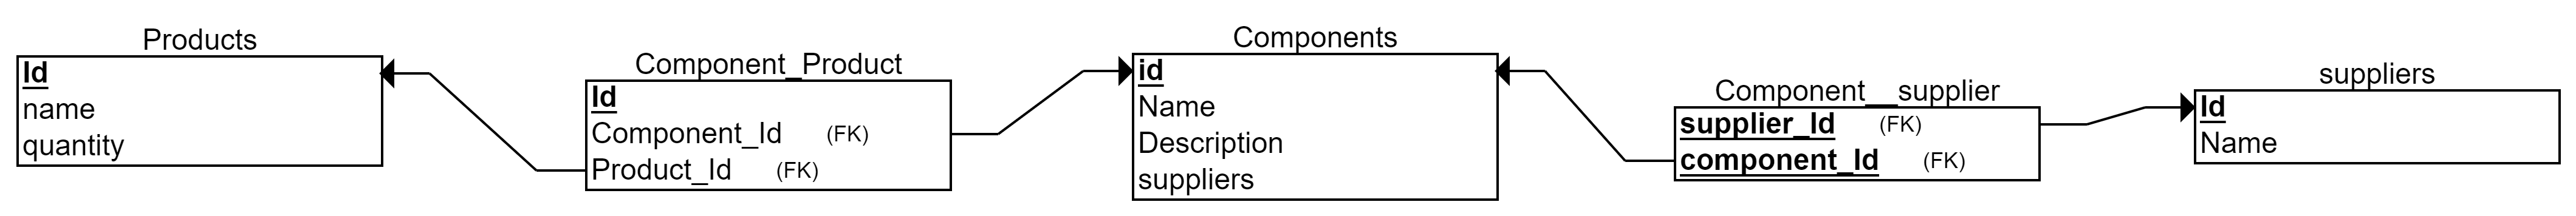 Products
Id
name
quantity
Component_Product
Id
Component_Id (FK)
Product_Id (FK)
Components
id
Name
Description
suppliers
Component__supplier
supplier_Id (FK)
component_Id (FK)
suppliers
Id
Name